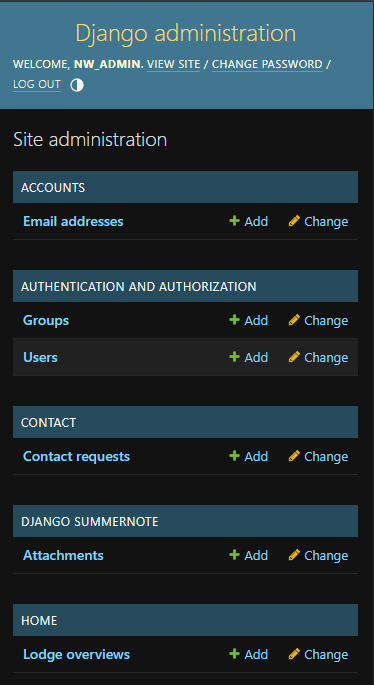 Django administration
WELCOME, NW_ADMIN. VIEW SITE / CHANGE PASSWORD /
LOG OUT
Site administration
ACCOUNTS
Email addresses Add Change
AUTHENTICATION AND AUTHORIZATION
Groups Add Change
Users Add Change
CONTACT
Contact requests Add Change
DJANGO SUMMERNOTE
Attachments Add Change
HOME
Lodge overviews Add Change